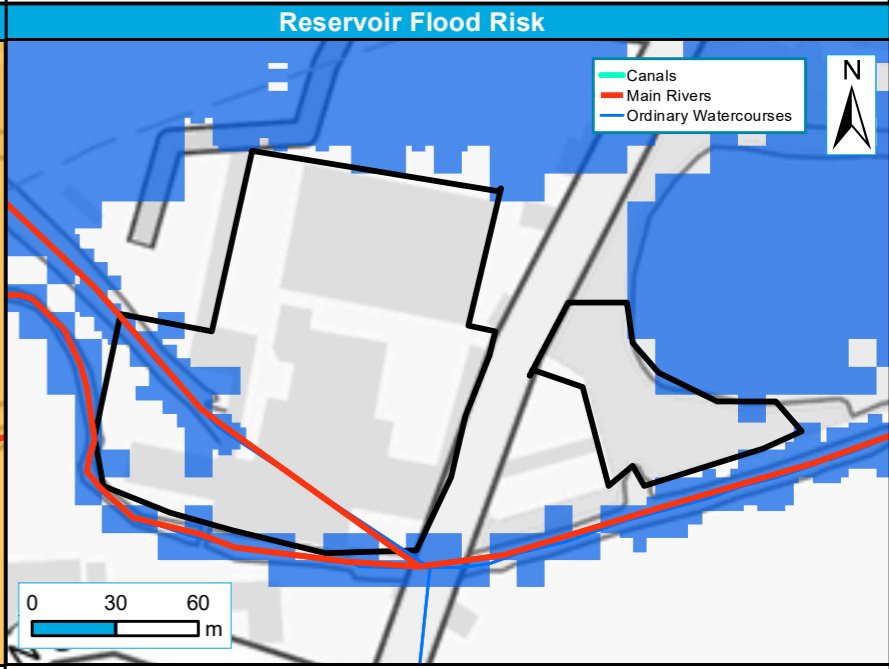 Reservoir Flood Risk
Canals
Main Rivers
Ordinary Watercourses
N
0 30 60
m